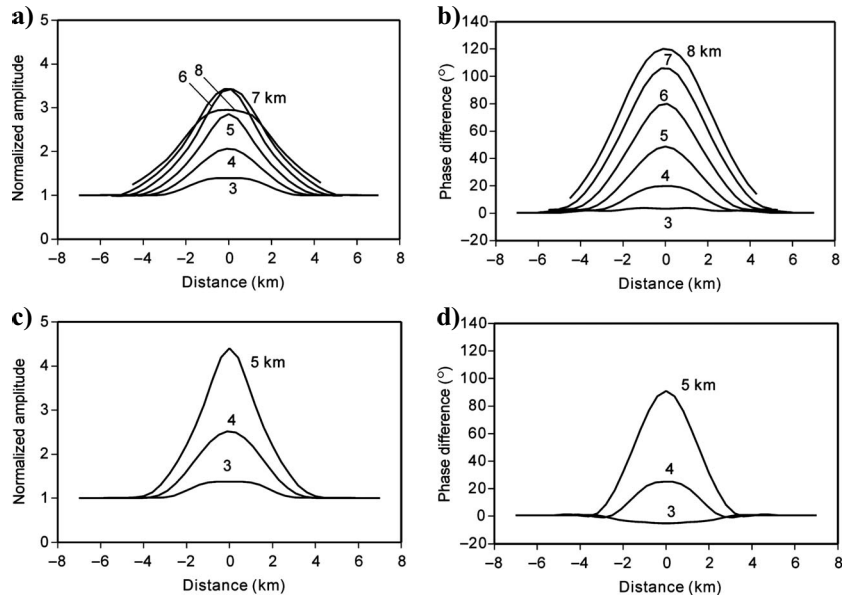 a)
Normalized amplitude
5
4
3
2
1
0
6
8
7 km
5
4
3
−8 −6 −4 −2 0 2 4 6 8
Distance (km)
b)
Phase difference (°)
140
120
100
80
60
40
20
0
−20
8 km
7
6
5
4
3
−8 −6 −4 −2 0 2 4 6 8
Distance (km)
c)
Normalized amplitude
5
4
3
2
1
0
5 km
4
3
−8 −6 −4 −2 0 2 4 6 8
Distance (km)
d)
Phase difference (°)
140
120
100
80
60
40
20
0
−20
5 km
4
3
−8 −6 −4 −2 0 2 4 6 8
Distance (km)